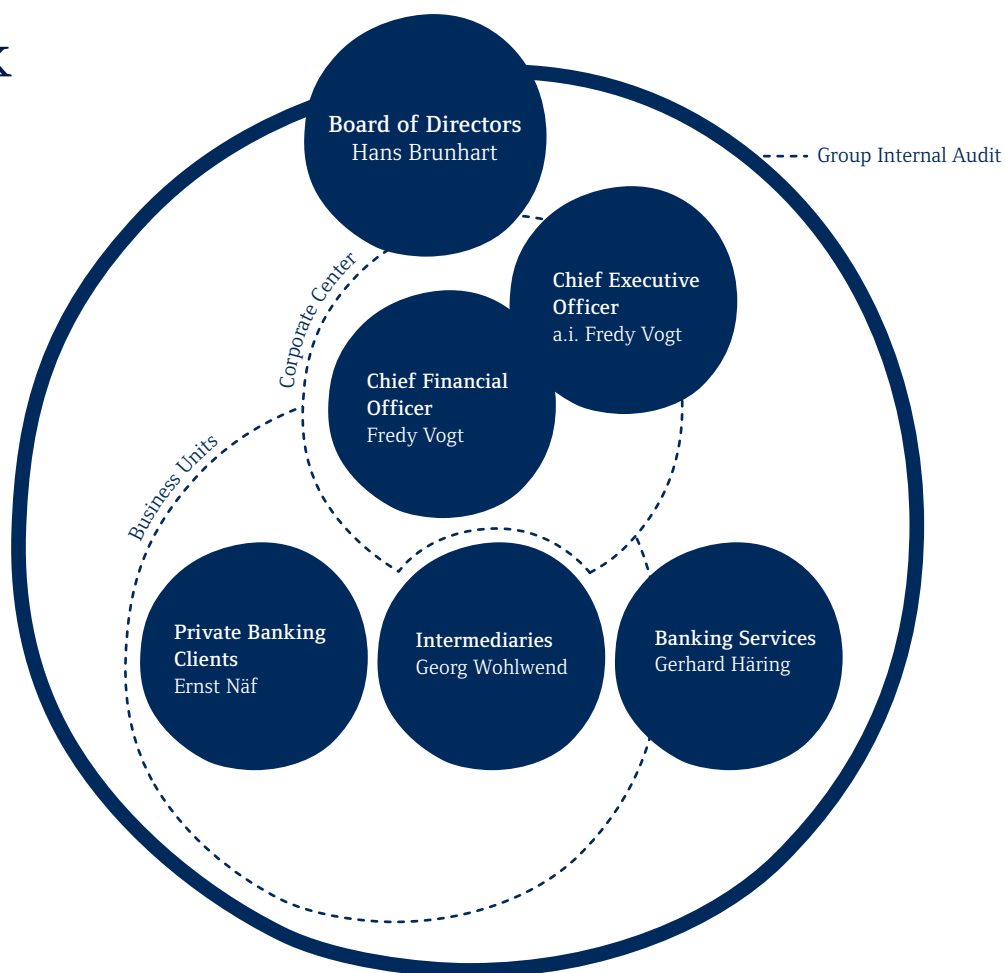 Board of Directors
Hans Brunhart
Group Internal Audit
Chief Executive
Officer
a.i. Fredy Vogt
Corporate Center
Chief Financial
Officer
Fredy Vogt
Business Units
Private Banking
Clients
Ernst Näf
Intermediaries
Georg Wohlwend
Banking Services
Gerhard Häring